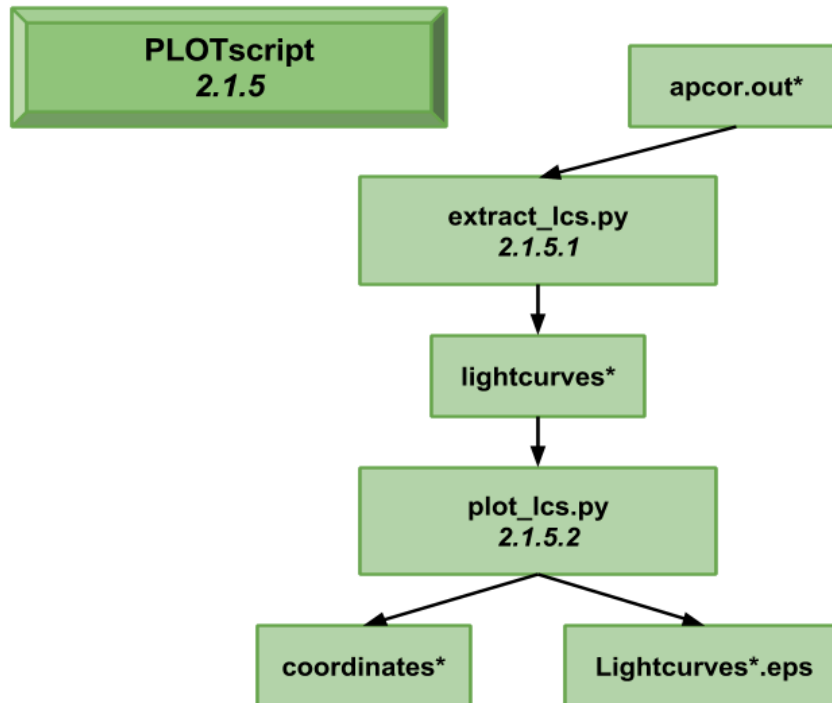 PLOTscript
2.1.5
apcor.out*
extract_lcs.py
2.1.5.1
lightcurves*
plot_lcs.py
2.1.5.2
coordinates*
Lightcurves*.eps